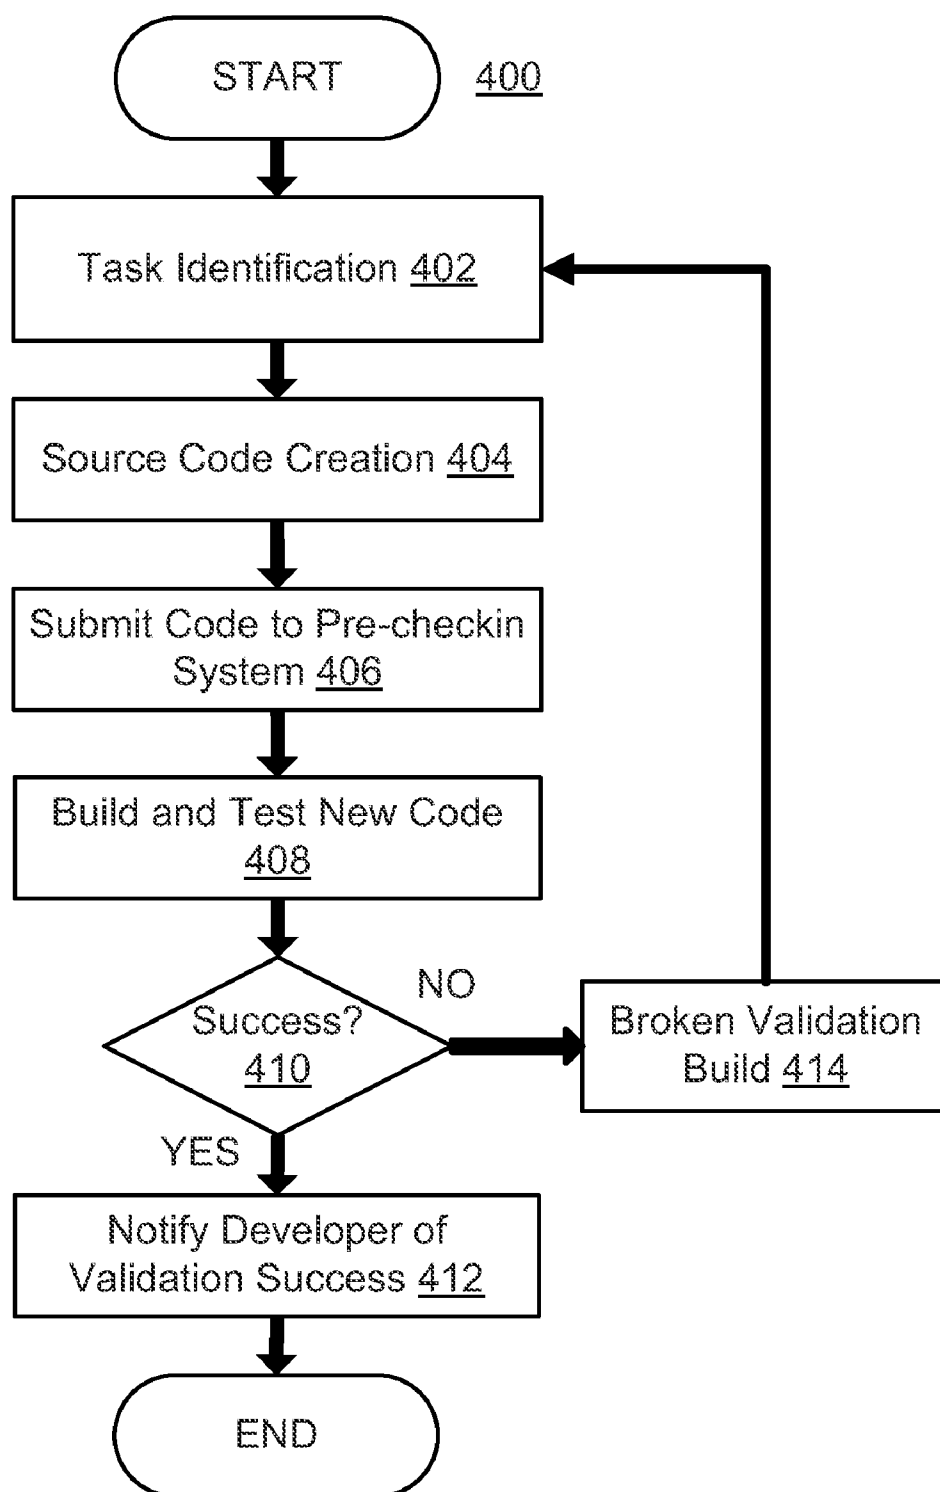 START
400
Task Identification 402
Source Code Creation 404
Submit Code to Pre-checkin
System 406
Build and Test New Code
408
Success?
410
NO
Broken Validation
Build 414
YES
Notify Developer of
Validation Success 412
END